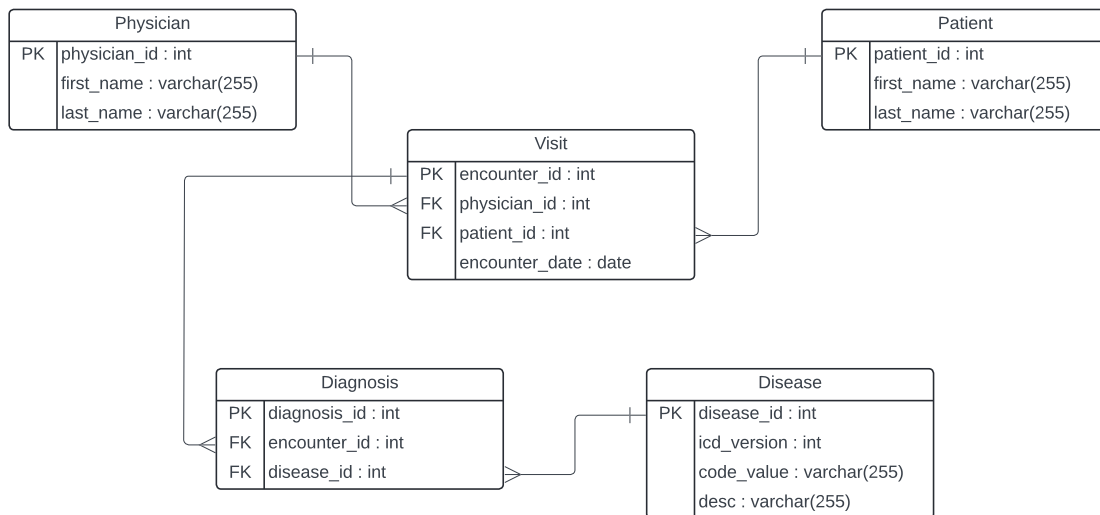 Physician
PK physician_id : int
first_name : varchar(255)
last_name : varchar(255)
Patient
PK patient_id : int
first_name : varchar(255)
last_name : varchar(255)
Visit
PK encounter_id : int
FK physician_id : int
FK patient_id : int
encounter_date : date
Diagnosis
PK diagnosis_id : int
FK encounter_id : int
FK disease_id : int
Disease
PK disease_id : int
icd_version : int
code_value : varchar(255)
desc : varchar(255)